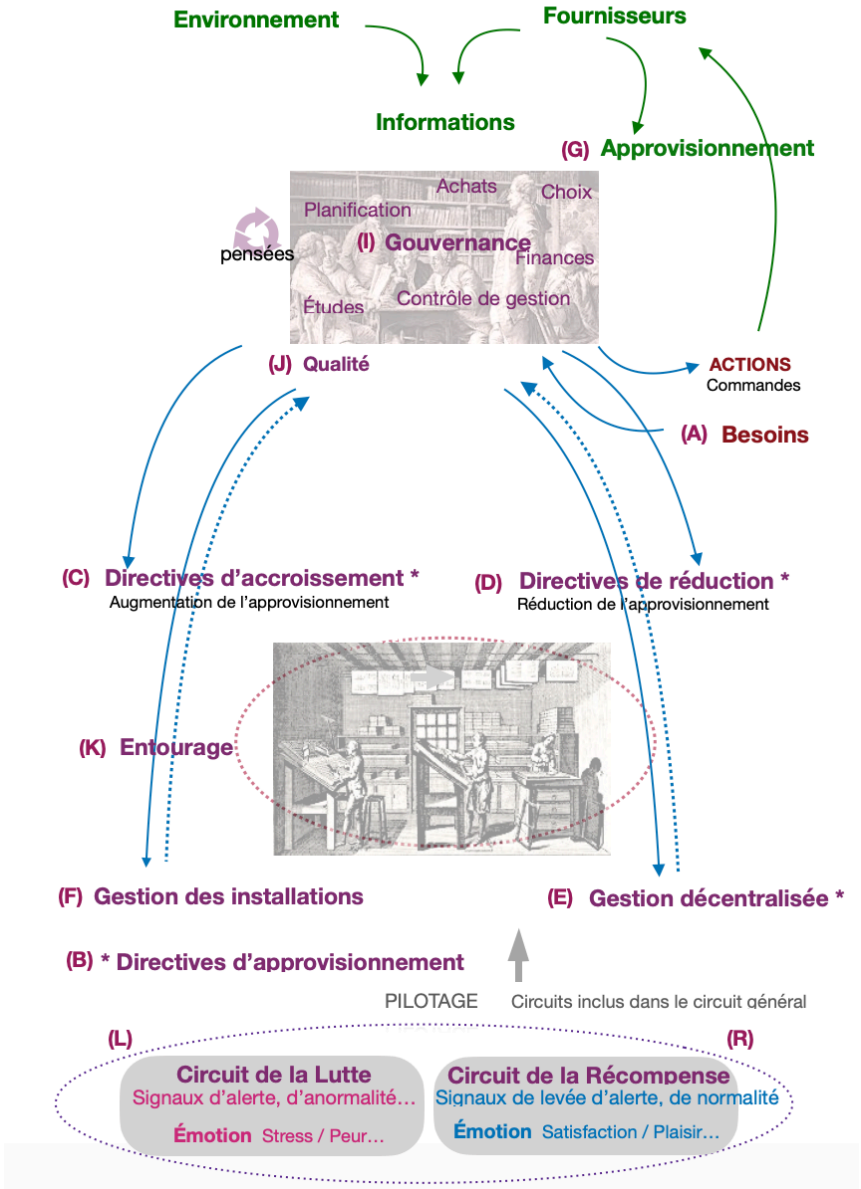 Environnement
Fournisseurs
Informations
(G) Approvisionnement
Achats
Choix
Planification
pensées
(I) Gouvernance
Finances
Études
Contrôle de gestion
(J) Qualité
ACTIONS
Commandes
(A) Besoins
(C) Directives d'accroissement *
Augmentation de l'approvisionnement
(D) Directives de réduction *
Réduction de l'approvisionnement
(K) Entourage
(F) Gestion des installations
(E) Gestion décentralisée *
(B) * Directives d'approvisionnement
PILOTAGE Circuits inclus dans le circuit général
(L)
(R)
Circuit de la Lutte
Signaux d'alerte, d'anormalité…
Émotion Stress / Peur…
Circuit de la Récompense
Signaux de levée d'alerte, de normalité
Émotion Satisfaction / Plaisir…